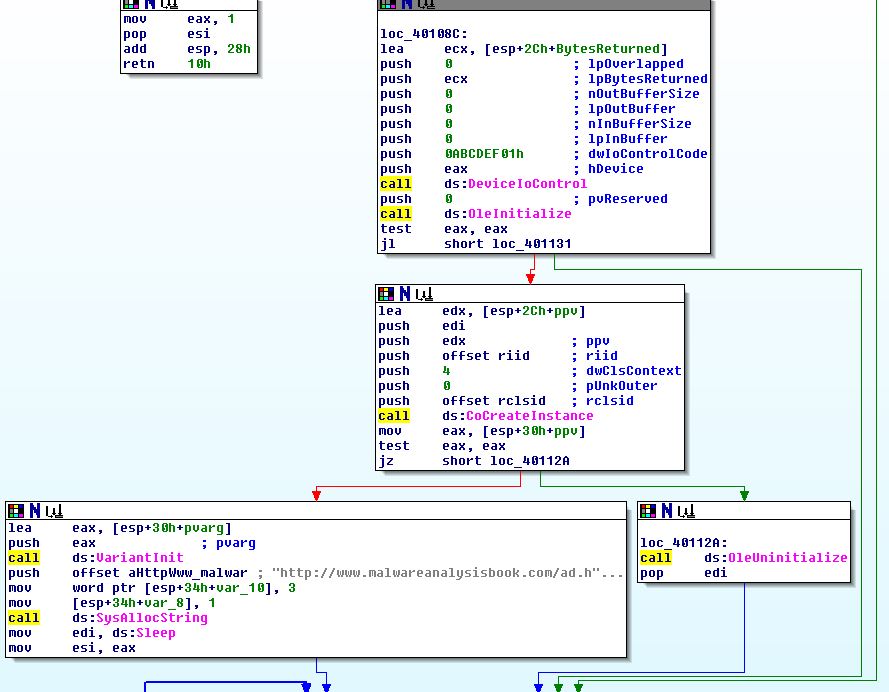 mov eax, 1
pop esi
add esp, 28h
retn 10h
loc_40108C:
lea ecx, [esp+2Ch+BytesReturned]
push 0 ; lpOverlapped
push ecx ; lpBytesReturned
push 0 ; nOutBufferSize
push 0 ; lpOutBuffer
push 0 ; nInBufferSize
push 0 ; lpInBuffer
push 0ABCDEF01h ; dwIoControlCode
push eax ; hDevice
call ds:DeviceIoControl
push 0 ; pvReserved
call ds:OleInitialize
test eax, eax
jl short loc_401131
lea edx, [esp+2Ch+ppv]
push edi
push edx ; ppv
push offset riid ; riid
push 4 ; dwClsContext
push 0 ; pUnkOuter
push offset rclsid ; rclsid
call ds:CoCreateInstance
mov eax, [esp+30h+ppv]
test eax, eax
jz short loc_40112A
lea eax, [esp+30h+pvarg]
push eax ; pvarg
call ds:VariantInit
push offset aHttpWww_malwar ; "http://www.malwareanalysisbook.com/ad.h"...
mov word ptr [esp+34h+var_10], 3
mov [esp+34h+var_8], 1
call ds:SysAllocString
mov edi, ds:Sleep
mov esi, eax
loc_40112A:
call ds:OleUninitialize
pop edi